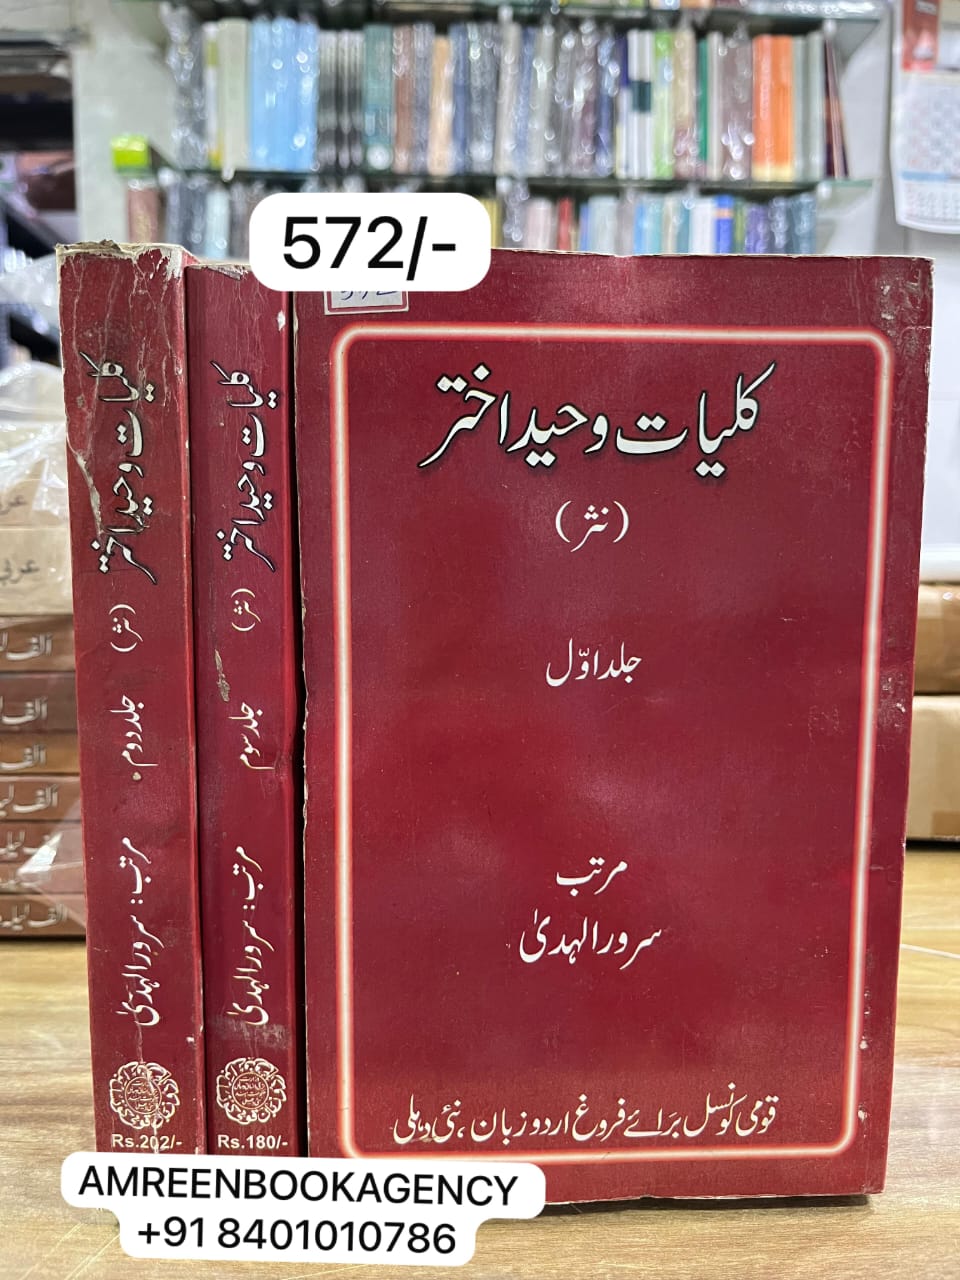 572/-
کلیات وحید اختر
(نثر)
جلد اوّل
مرتب
سرور الہدیٰ
قومی کونسل برائے فروغ اردو زبان، نئی دہلی
کلیات وحید اختر (نثر) جلد سوم مرتب: سرور الہدیٰ
Rs.180/-
کلیات وحید اختر (نثر) جلد دوم مرتب: سرور الہدیٰ
Rs.202/-
AMREENBOOKAGENCY
+91 8401010786